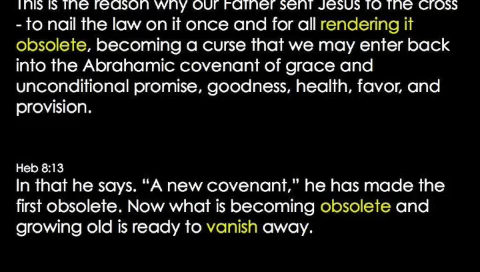 This is the reason why our Father sent Jesus to the cross
- to nail the law on it once and for all rendering it
obsolete, becoming a curse that we may enter back
into the Abrahamic covenant of grace and
unconditional promise, goodness, health, favor, and
provision.
Heb 8:13
In that he says. “A new covenant,” he has made the
first obsolete. Now what is becoming obsolete and
growing old is ready to vanish away.